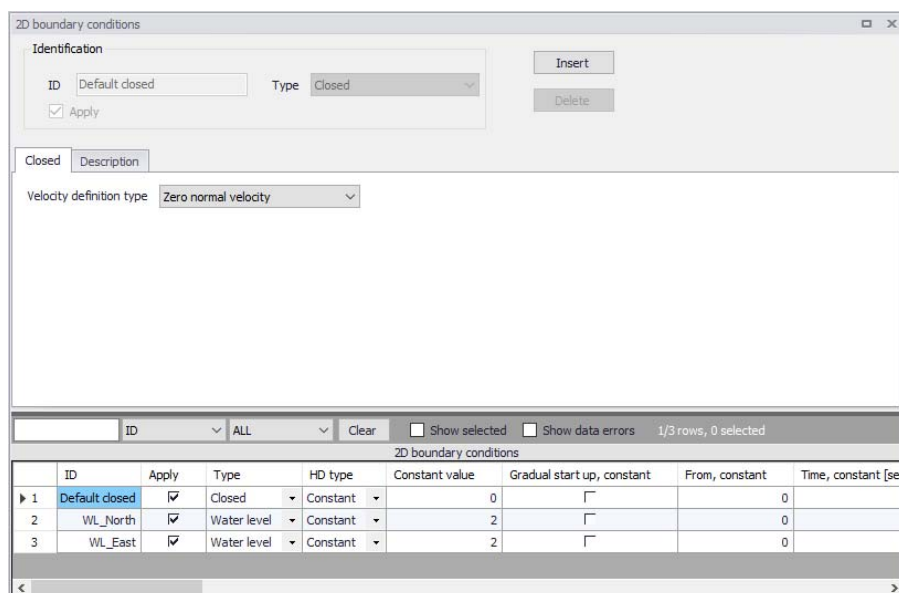 2D boundary conditions
Identification
ID Default closed Type Closed Insert
Apply Delete
Closed Description
Velocity definition type Zero normal velocity
ID ALL Clear Show selected Show data errors 1/3 rows, 0 selected
2D boundary conditions
ID Apply Type HD type Constant value Gradual start up, constant From, constant Time, constant [se
1 Default closed Closed Constant 0 0
2 WL_North Water level Constant 2 0
3 WL_East Water level Constant 2 0